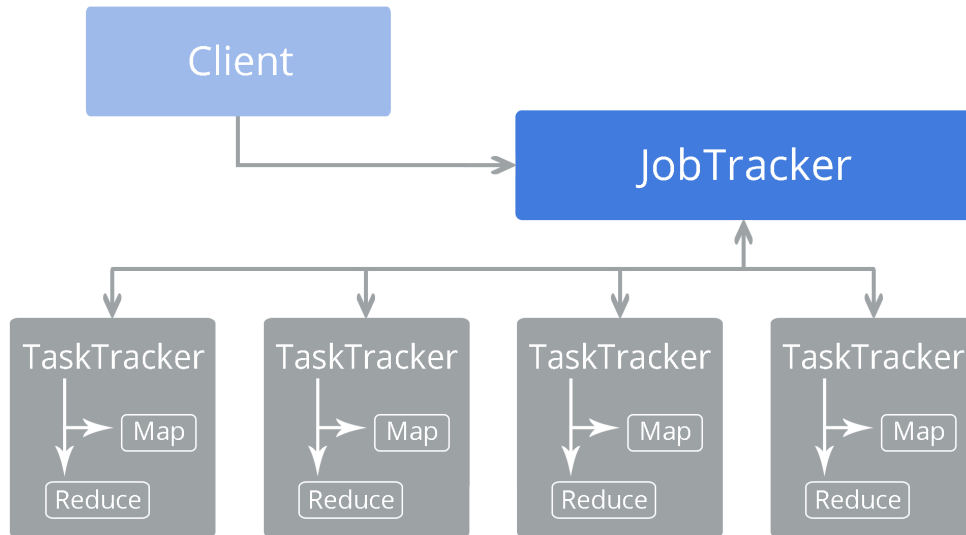 Client
JobTracker
TaskTracker
Map
Reduce
TaskTracker
Map
Reduce
TaskTracker
Map
Reduce
TaskTracker
Map
Reduce